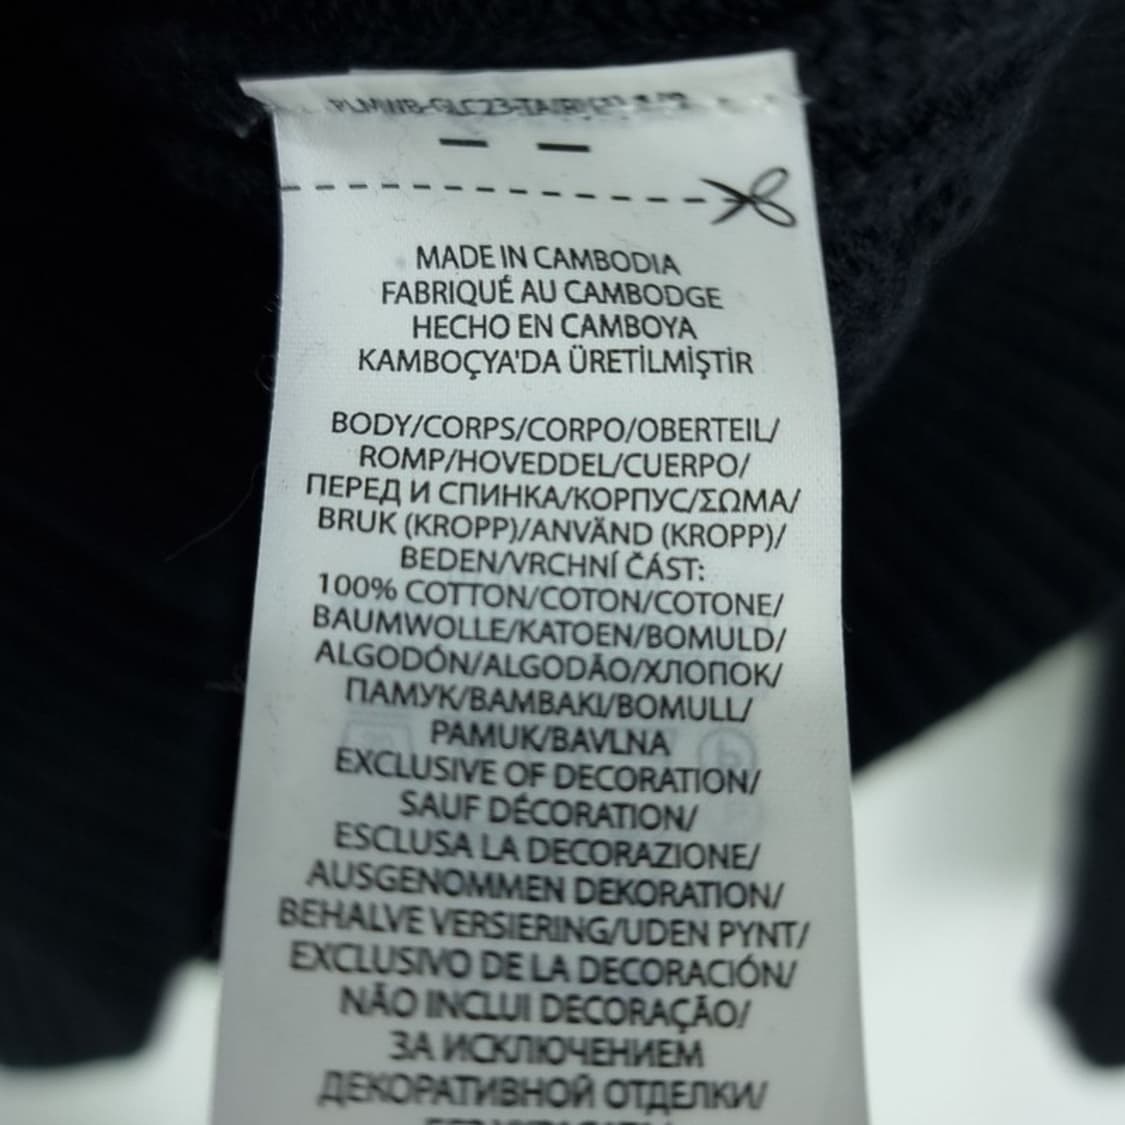 MADE IN CAMBODIA
FABRIQUÉ AU CAMBODGE
HECHO EN CAMBOYA
KAMBOÇYA'DA ÜRETİLMİŞTİR
BODY/CORPS/CORPO/OBERTEIL/
ROMP/HOVEDDEL/CUERPO/
ПЕРЕД И СПИНКА/КОРПУС/ΣΩΜΑ/
BRUK (KROPP)/ANVÄND (KROPP)/
BEDEN/VRCHNÍ ČÁST:
100% COTTON/COTON/COTONE/
BAUMWOLLE/KATOEN/BOMULD/
ALGODÓN/ALGODÃO/ХЛОПОК/
ПАМУК/ΒΑΜΒΑΚΙ/BOMULL/
PAMUK/BAVLNA
EXCLUSIVE OF DECORATION/
SAUF DÉCORATION/
ESCLUSA LA DECORAZIONE/
AUSGENOMMEN DEKORATION/
BEHALVE VERSIERING/UDEN PYNT/
EXCLUSIVO DE LA DECORACIÓN/
NÃO INCLUI DECORAÇÃO/
ЗА ИСКЛЮЧЕНИЕМ
ДЕКОРАТИВНОЙ ОТДЕЛКИ/